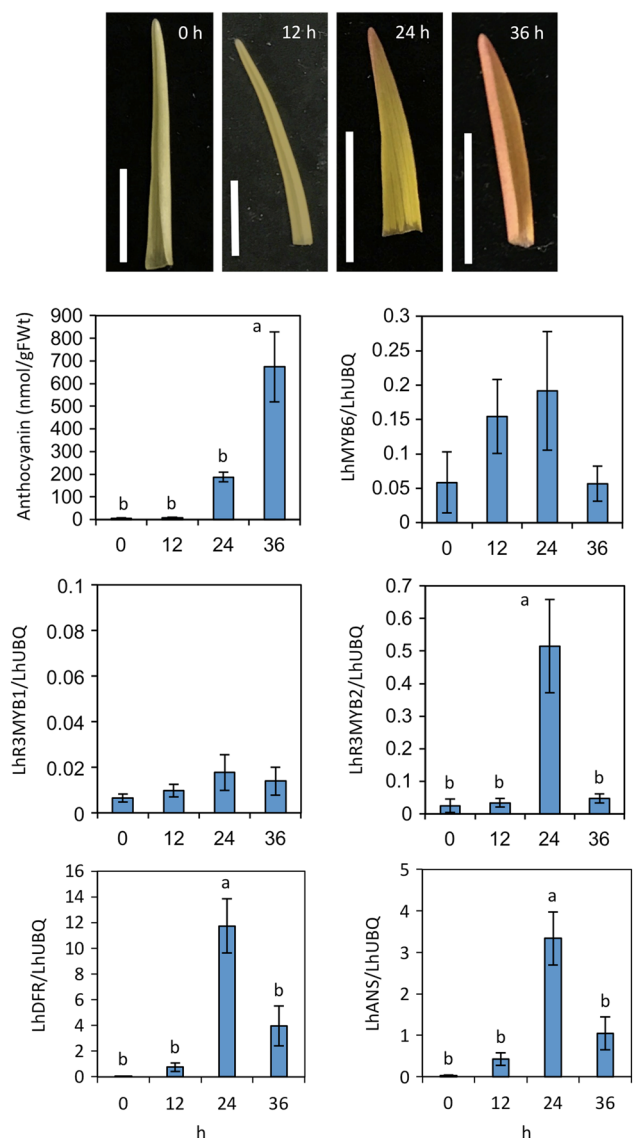 0 h 12 h 24 h 36 h
Anthocyanin (nmol/gFWt)
900
800
700
600
500
400
300
200
100
0
b b b a
0 12 24 36
LhMYB6/LhUBQ
0.3
0.25
0.2
0.15
0.1
0.05
0
0 12 24 36
LhR3MYB1/LhUBQ
0.1
0.08
0.06
0.04
0.02
0
0 12 24 36
LhR3MYB2/LhUBQ
0.7
0.6
0.5
0.4
0.3
0.2
0.1
0
b b a b
0 12 24 36
LhDFR/LhUBQ
16
14
12
10
8
6
4
2
0
b b a b
0 12 24 36
h
LhANS/LhUBQ
5
4
3
2
1
0
b b a b
0 12 24 36
h